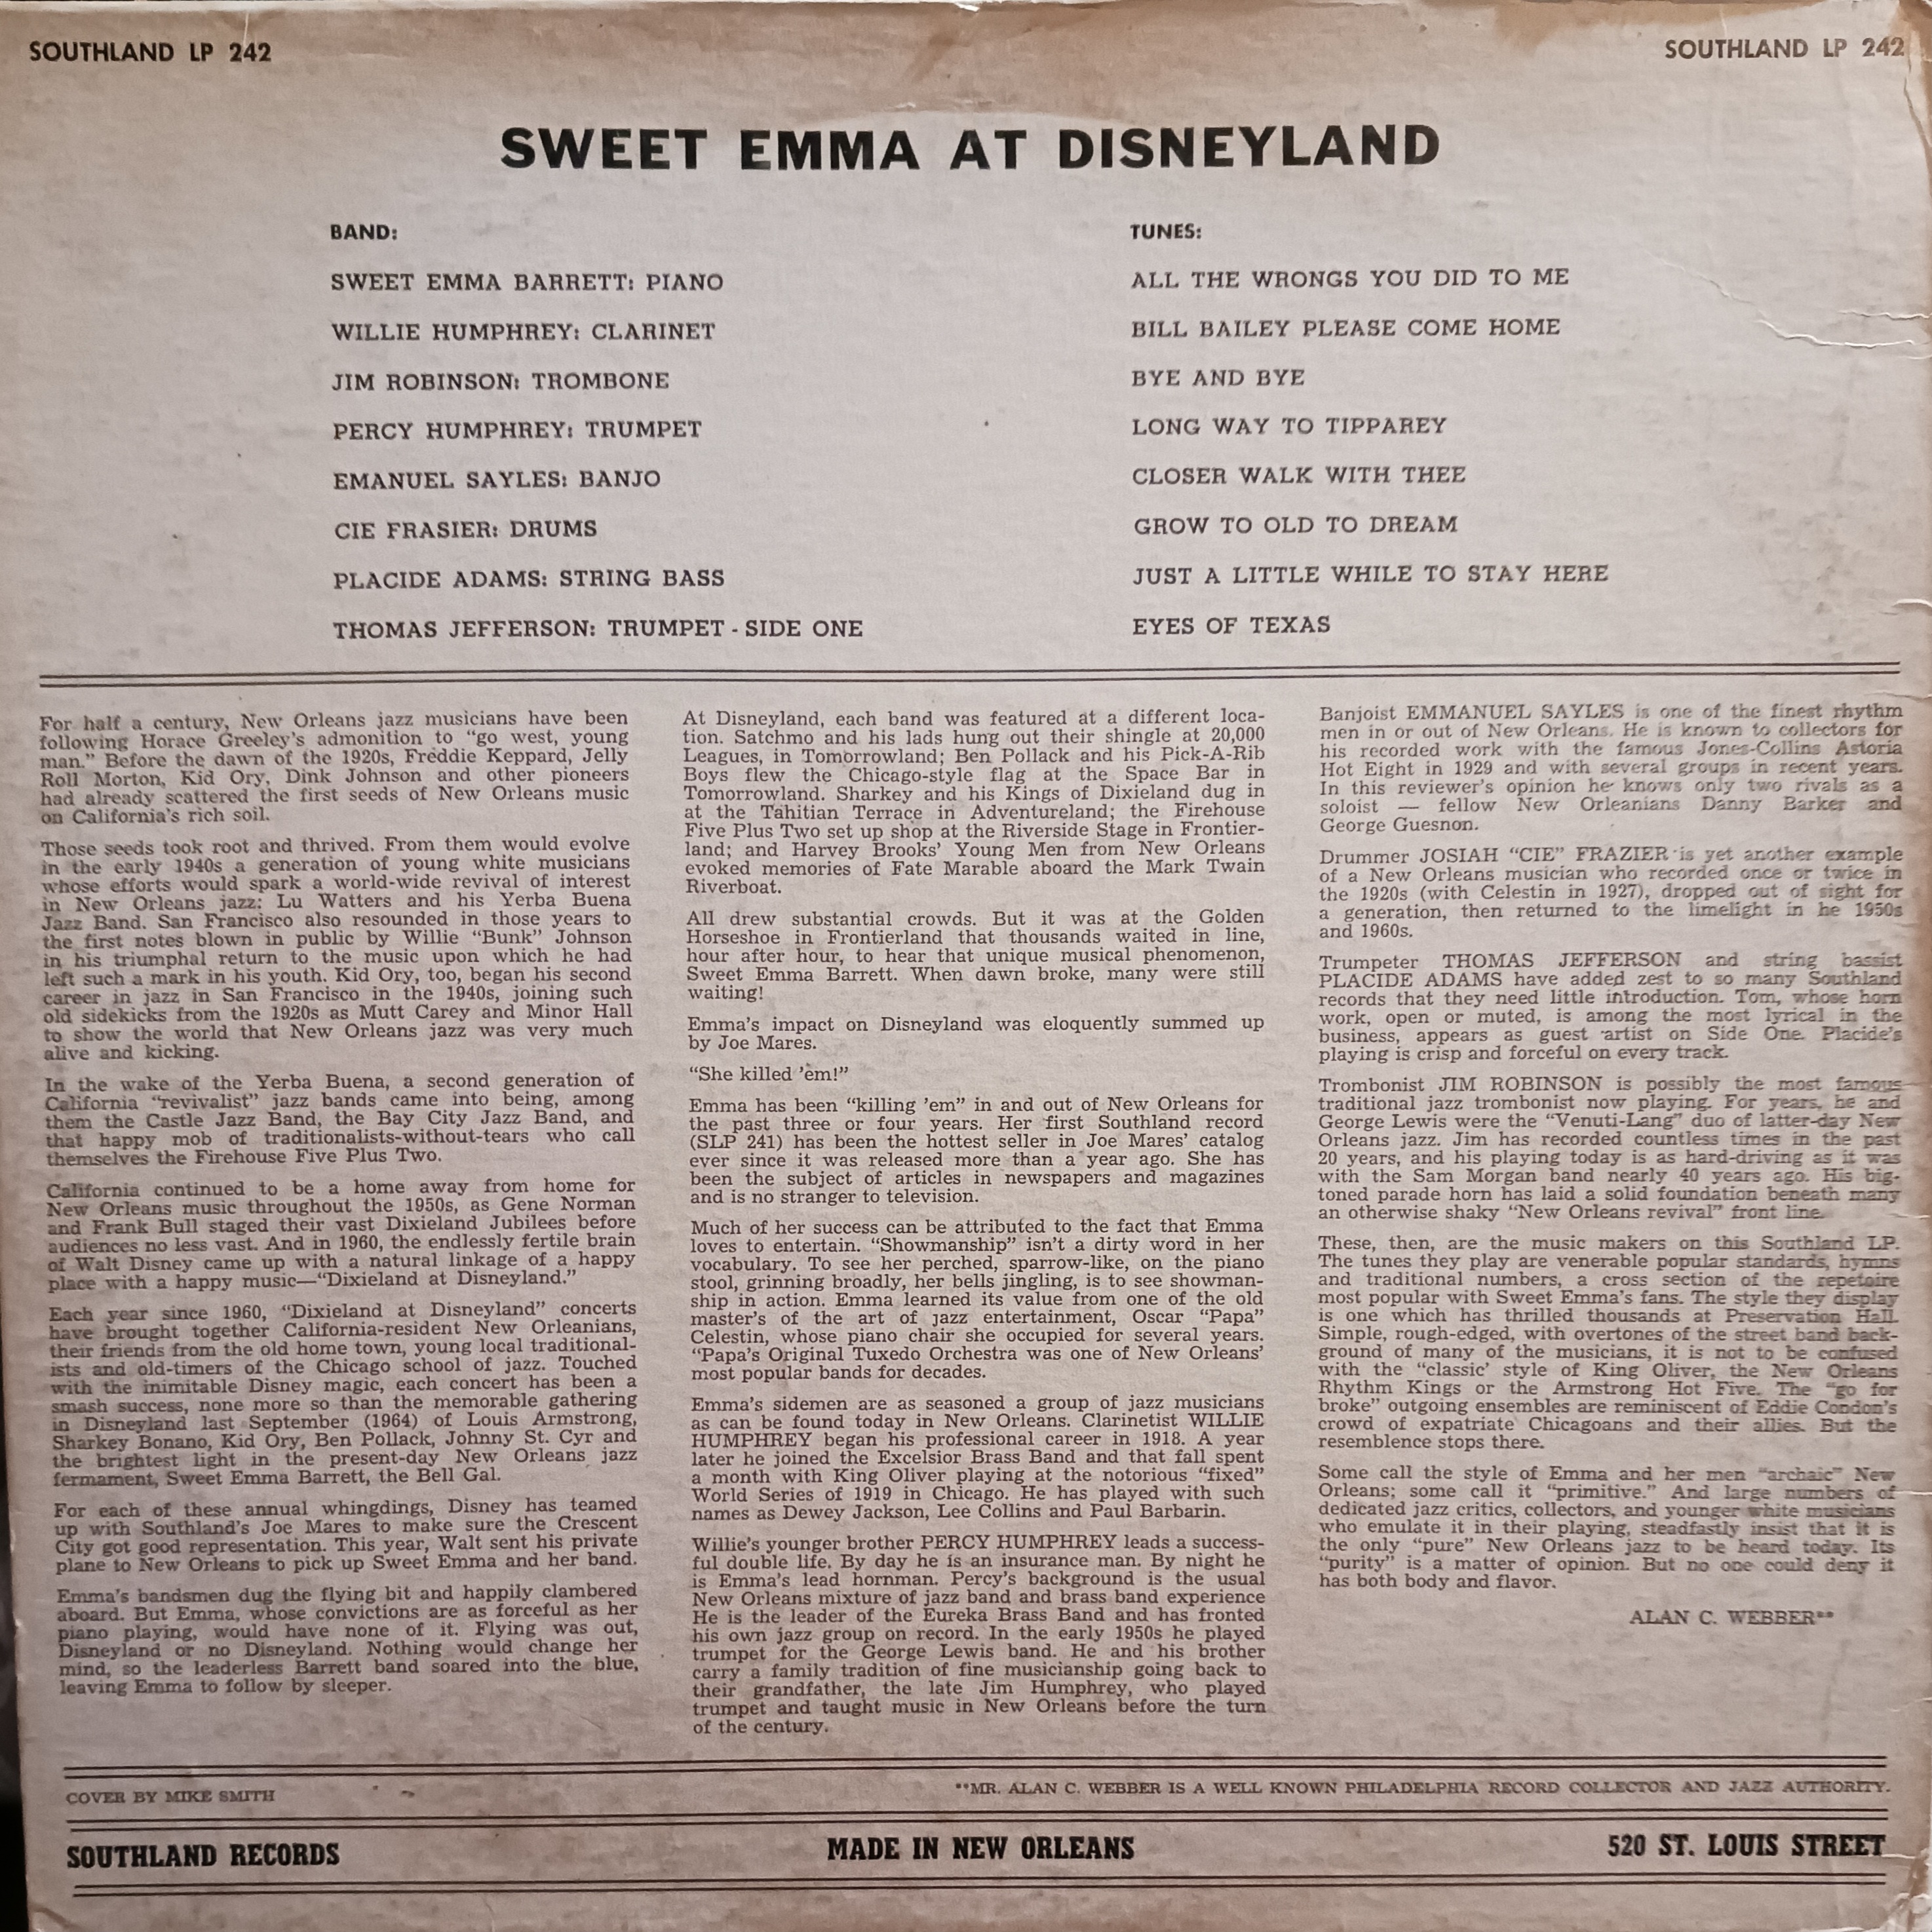 SOUTHLAND LP 242
SOUTHLAND LP 242
SWEET EMMA AT DISNEYLAND
BAND:
SWEET EMMA BARRETT: PIANO
WILLIE HUMPHREY: CLARINET
JIM ROBINSON: TROMBONE
PERCY HUMPHREY: TRUMPET
EMANUEL SAYLES: BANJO
CIE FRASIER: DRUMS
PLACIDE ADAMS: STRING BASS
THOMAS JEFFERSON: TRUMPET - SIDE ONE
TUNES:
ALL THE WRONGS YOU DID TO ME
BILL BAILEY PLEASE COME HOME
BYE AND BYE
LONG WAY TO TIPPAREY
CLOSER WALK WITH THEE
GROW TO OLD TO DREAM
JUST A LITTLE WHILE TO STAY HERE
EYES OF TEXAS
For half a century, New Orleans jazz musicians have been
following Horace Greeley's admonition to "go west, young
man." Before the dawn of the 1920s, Freddie Keppard, Jelly
Roll Morton, Kid Ory, Dink Johnson and other pioneers
had already scattered the first seeds of New Orleans music
on California's rich soil.
Those seeds took root and thrived. From them would evolve
in the early 1940s a generation of young white musicians
whose efforts would spark a world-wide revival of interest
in New Orleans jazz: Lu Watters and his Yerba Buena
Jazz Band. San Francisco also resounded in those years to
the first notes blown in public by Willie "Bunk" Johnson
in his triumphal return to the music upon which he had
left such a mark in his youth. Kid Ory, too, began his second
career in jazz in San Francisco in the 1940s, joining such
old sidekicks from the 1920s as Mutt Carey and Minor Hall
to show the world that New Orleans jazz was very much
alive and kicking.
In the wake of the Yerba Buena, a second generation of
California "revivalist" jazz bands came into being, among
them the Castle Jazz Band, the Bay City Jazz Band, and
that happy mob of traditionalists-without-tears who call
themselves the Firehouse Five Plus Two.
California continued to be a home away from home for
New Orleans music throughout the 1950s, as Gene Norman
and Frank Bull staged their vast Dixieland Jubilees before
audiences no less vast. And in 1960, the endlessly fertile brain
of Walt Disney came up with a natural linkage of a happy
place with a happy music—"Dixieland at Disneyland."
Each year since 1960, "Dixieland at Disneyland" concerts
have brought together California-resident New Orleanians,
their friends from the old home town, young local traditional-
ists and old-timers of the Chicago school of jazz. Touched
with the inimitable Disney magic, each concert has been a
smash success, none more so than the memorable gathering
in Disneyland last September (1964) of Louis Armstrong,
Sharkey Bonano, Kid Ory, Ben Pollack, Johnny St. Cyr and
the brightest light in the present-day New Orleans jazz
fermament, Sweet Emma Barrett, the Bell Gal.
For each of these annual whingdings, Disney has teamed
up with Southland's Joe Mares to make sure the Crescent
City got good representation. This year, Walt sent his private
plane to New Orleans to pick up Sweet Emma and her band.
Emma's bandsmen dug the flying bit and happily clambered
aboard. But Emma, whose convictions are as forceful as her
piano playing, would have none of it. Flying was out,
Disneyland or no Disneyland. Nothing would change her
mind, so the leaderless Barrett band soared into the blue,
leaving Emma to follow by sleeper.
At Disneyland, each band was featured at a different loca-
tion. Satchmo and his lads hung out their shingle at 20,000
Leagues, in Tomorrowland; Ben Pollack and his Pick-A-Rib
Boys flew the Chicago-style flag at the Space Bar in
Tomorrowland. Sharkey and his Kings of Dixieland dug in
at the Tahitian Terrace in Adventureland; the Firehouse
Five Plus Two set up shop at the Riverside Stage in Frontier-
land; and Harvey Brooks' Young Men from New Orleans
evoked memories of Fate Marable aboard the Mark Twain
Riverboat.
All drew substantial crowds. But it was at the Golden
Horseshoe in Frontierland that thousands waited in line,
hour after hour, to hear that unique musical phenomenon,
Sweet Emma Barrett. When dawn broke, many were still
waiting!
Emma's impact on Disneyland was eloquently summed up
by Joe Mares.
"She killed 'em!"
Emma has been "killing 'em" in and out of New Orleans for
the past three or four years. Her first Southland record
(SLP 241) has been the hottest seller in Joe Mares' catalog
ever since it was released more than a year ago. She has
been the subject of articles in newspapers and magazines
and is no stranger to television.
Much of her success can be attributed to the fact that Emma
loves to entertain. "Showmanship" isn't a dirty word in her
vocabulary. To see her perched, sparrow-like, on the piano
stool, grinning broadly, her bells jingling, is to see showman-
ship in action. Emma learned its value from one of the old
master's of the art of jazz entertainment, Oscar "Papa"
Celestin, whose piano chair she occupied for several years.
"Papa's Original Tuxedo Orchestra was one of New Orleans'
most popular bands for decades.
Emma's sidemen are as seasoned a group of jazz musicians
as can be found today in New Orleans. Clarinetist WILLIE
HUMPHREY began his professional career in 1918. A year
later he joined the Excelsior Brass Band and that fall spent
a month with King Oliver playing at the notorious "fixed"
World Series of 1919 in Chicago. He has played with such
names as Dewey Jackson, Lee Collins and Paul Barbarin.
Willie's younger brother PERCY HUMPHREY leads a success-
ful double life. By day he is an insurance man. By night he
is Emma's lead hornman. Percy's background is the usual
New Orleans mixture of jazz band and brass band experience
He is the leader of the Eureka Brass Band and has fronted
his own jazz group on record. In the early 1950s he played
trumpet for the George Lewis band. He and his brother
carry a family tradition of fine musicianship going back to
their grandfather, the late Jim Humphrey, who played
trumpet and taught music in New Orleans before the turn
of the century.
Banjoist EMMANUEL SAYLES is one of the finest rhythm
men in or out of New Orleans. He is known to collectors for
his recorded work with the famous Jones-Collins Astoria
Hot Eight in 1929 and with several groups in recent years.
In this reviewer's opinion he knows only two rivals as a
soloist — fellow New Orleanians Danny Barker and
George Guesnon.
Drummer JOSIAH "CIE" FRAZIER is yet another example
of a New Orleans musician who recorded once or twice in
the 1920s (with Celestin in 1927), dropped out of sight for
a generation, then returned to the limelight in he 1950s
and 1960s.
Trumpeter THOMAS JEFFERSON and string bassist
PLACIDE ADAMS have added zest to so many Southland
records that they need little introduction. Tom, whose horn
work, open or muted, is among the most lyrical in the
business, appears as guest artist on Side One. Placide's
playing is crisp and forceful on every track.
Trombonist JIM ROBINSON is possibly the most famous
traditional jazz trombonist now playing. For years, he and
George Lewis were the "Venuti-Lang" duo of latter-day New
Orleans jazz. Jim has recorded countless times in the past
20 years, and his playing today is as hard-driving as it was
with the Sam Morgan band nearly 40 years ago. His big-
toned parade horn has laid a solid foundation beneath many
an otherwise shaky "New Orleans revival" front line.
These, then, are the music makers on this Southland LP.
The tunes they play are venerable popular standards, hymns
and traditional numbers, a cross section of the repetoire
most popular with Sweet Emma's fans. The style they display
is one which has thrilled thousands at Preservation Hall.
Simple, rough-edged, with overtones of the street band back-
ground of many of the musicians, it is not to be confused
with the "classic' style of King Oliver, the New Orleans
Rhythm Kings or the Armstrong Hot Five. The "go for
broke" outgoing ensembles are reminiscent of Eddie Condon's
crowd of expatriate Chicagoans and their allies. But the
resemblence stops there.
Some call the style of Emma and her men "archaic" New
Orleans; some call it "primitive." And large numbers of
dedicated jazz critics, collectors, and younger white musicians
who emulate it in their playing, steadfastly insist that it is
the only "pure" New Orleans jazz to be heard today. Its
"purity" is a matter of opinion. But no one could deny it
has both body and flavor.
ALAN C. WEBBER**
COVER BY MIKE SMITH
**MR. ALAN C. WEBBER IS A WELL KNOWN PHILADELPHIA RECORD COLLECTOR AND JAZZ AUTHORITY.
SOUTHLAND RECORDS
MADE IN NEW ORLEANS
520 ST. LOUIS STREET